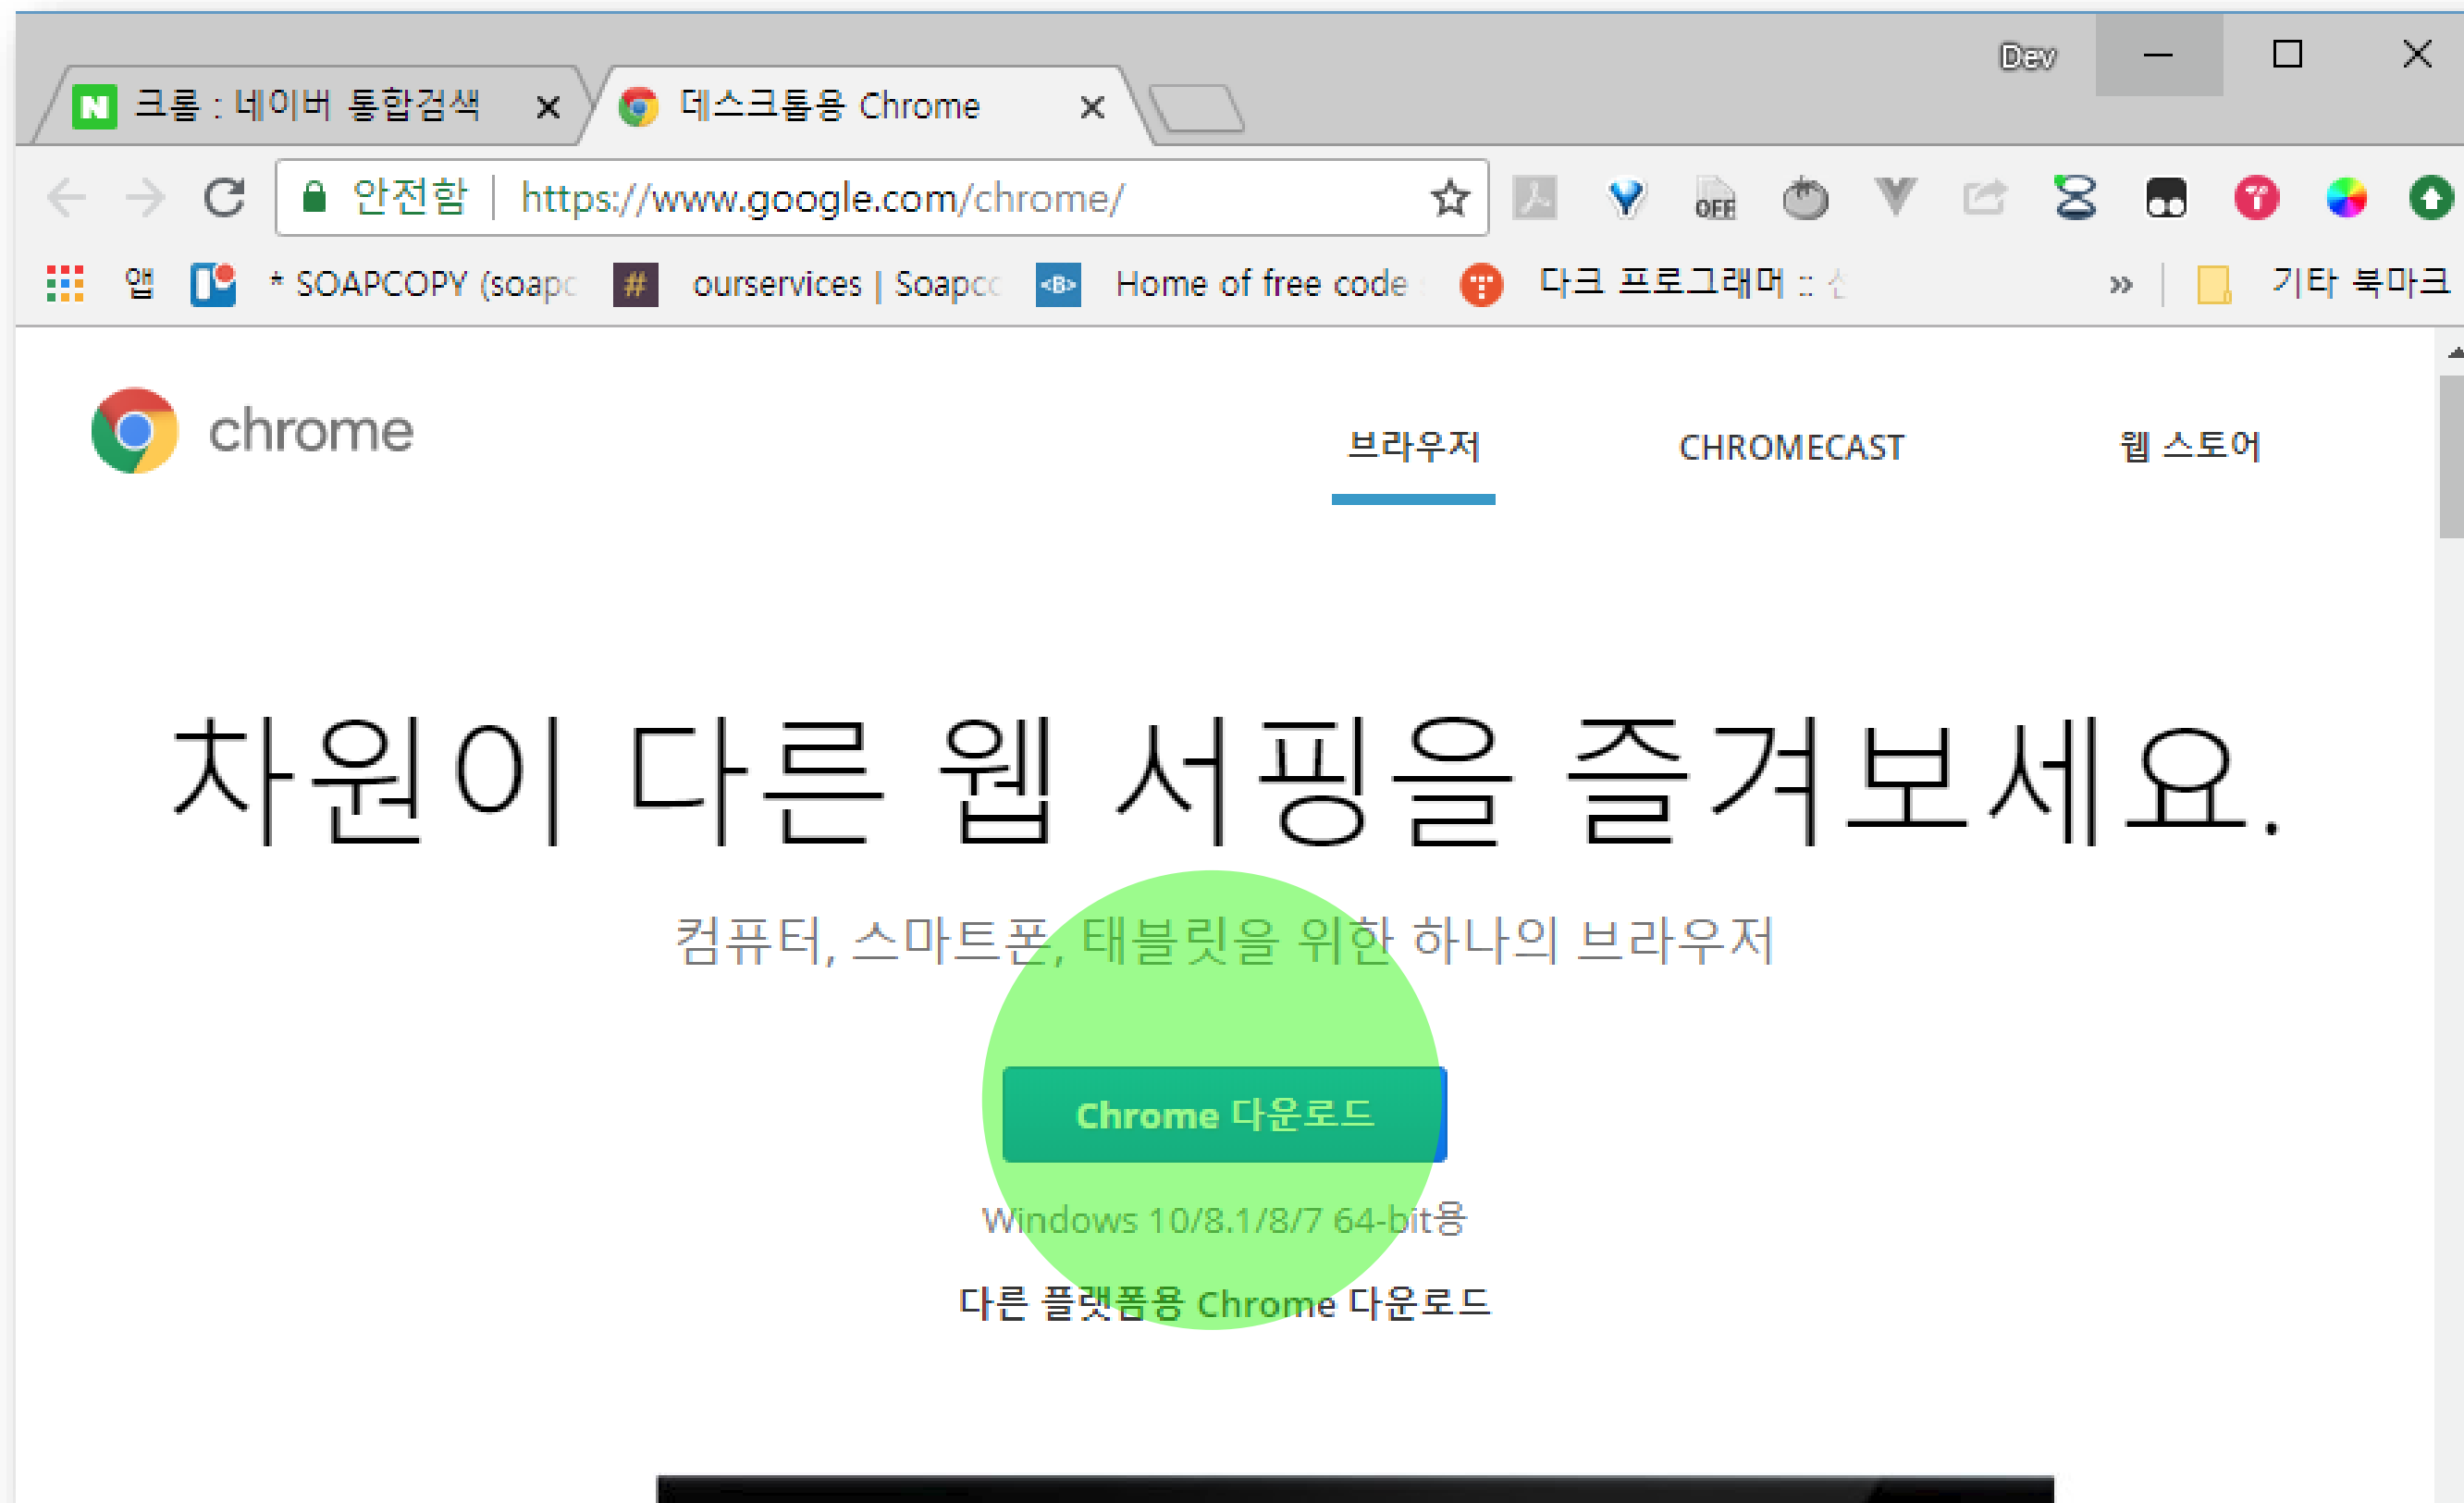 Dev
크롬 : 네이버 통합검색 데스크톱용 Chrome
안전함 https://www.google.com/chrome/ OFF
앱 * SOAPCOPY (soapc # ourservices | Soapcc <B> Home of free code 다크 프로그래머 :: » 기타 북마크
chrome 브라우저 CHROMECAST 웹 스토어
차원이 다른 웹 서핑을 즐겨보세요.
컴퓨터, 스마트폰, 태블릿을 위한 하나의 브라우저
Chrome 다운로드
Windows 10/8.1/8/7 64-bit용
다른 플랫폼용 Chrome 다운로드